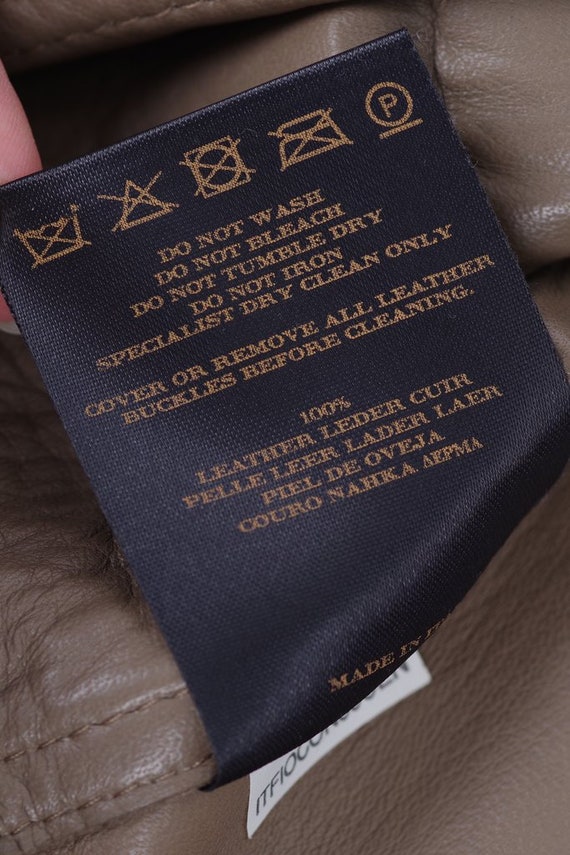 P
DO NOT WASH
DO NOT BLEACH
DO NOT TUMBLE DRY
DO NOT IRON
SPECIALIST DRY CLEAN ONLY
COVER OR REMOVE ALL LEATHER
BUCKLES BEFORE CLEANING.
100%
LEATHER LEDER CUIR
PELLE LEER LADER LAER
PIEL DE OVEJA
COURO NAHKA ΔΕΡΜΑ
MADE IN